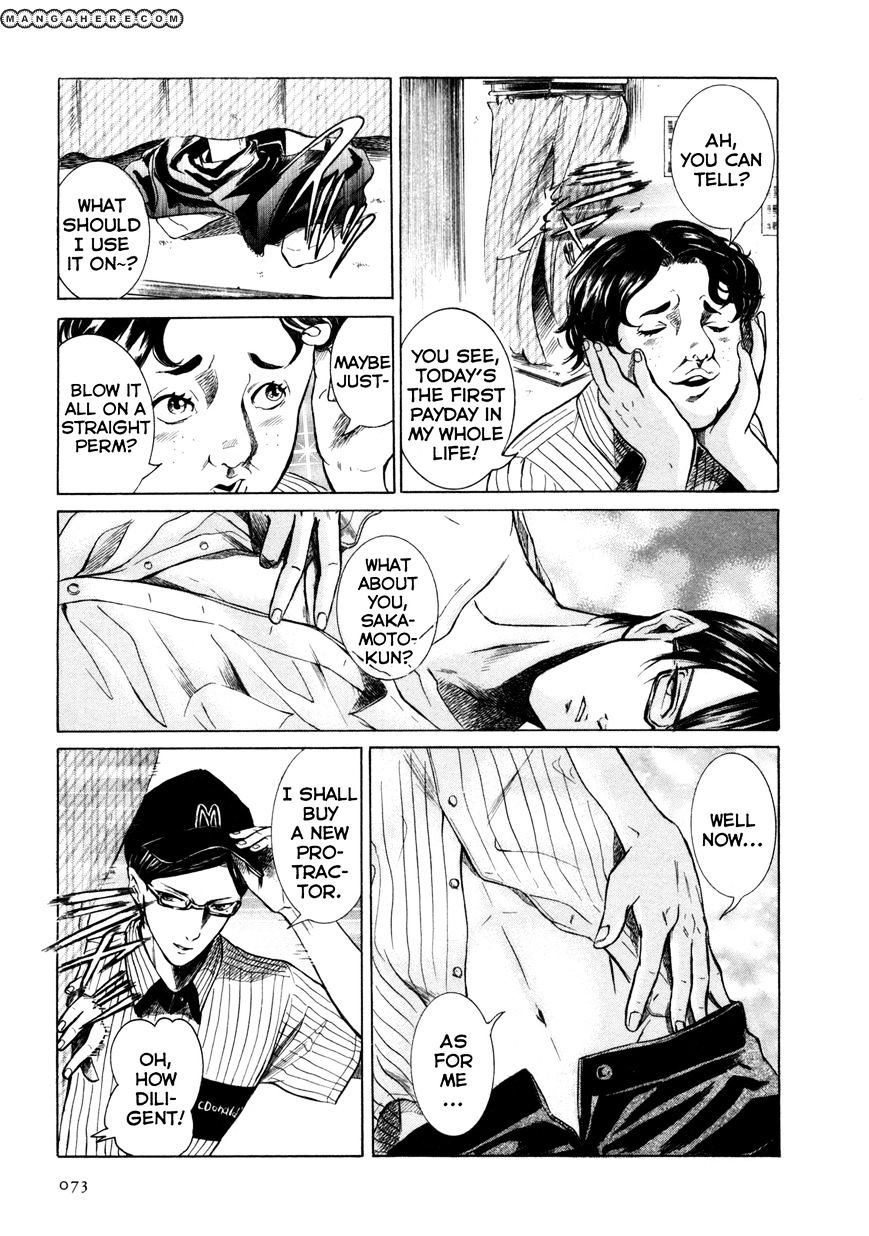 MANGAHERE.COM
AH,
YOU CAN
TELL?
YOU SEE,
TODAY'S
THE FIRST
PAYDAY IN
MY WHOLE
LIFE!
WHAT
SHOULD
I USE
IT ON~?
MAYBE
JUST-
BLOW IT
ALL ON A
STRAIGHT
PERM?
WHAT
ABOUT
YOU,
SAKA-
MOTO-
KUN?
WELL
NOW...
AS
FOR
ME
...
I SHALL
BUY
A NEW
PRO-
TRAC-
TOR.
M
OH,
HOW
DILI-
GENT!
cDonald
073